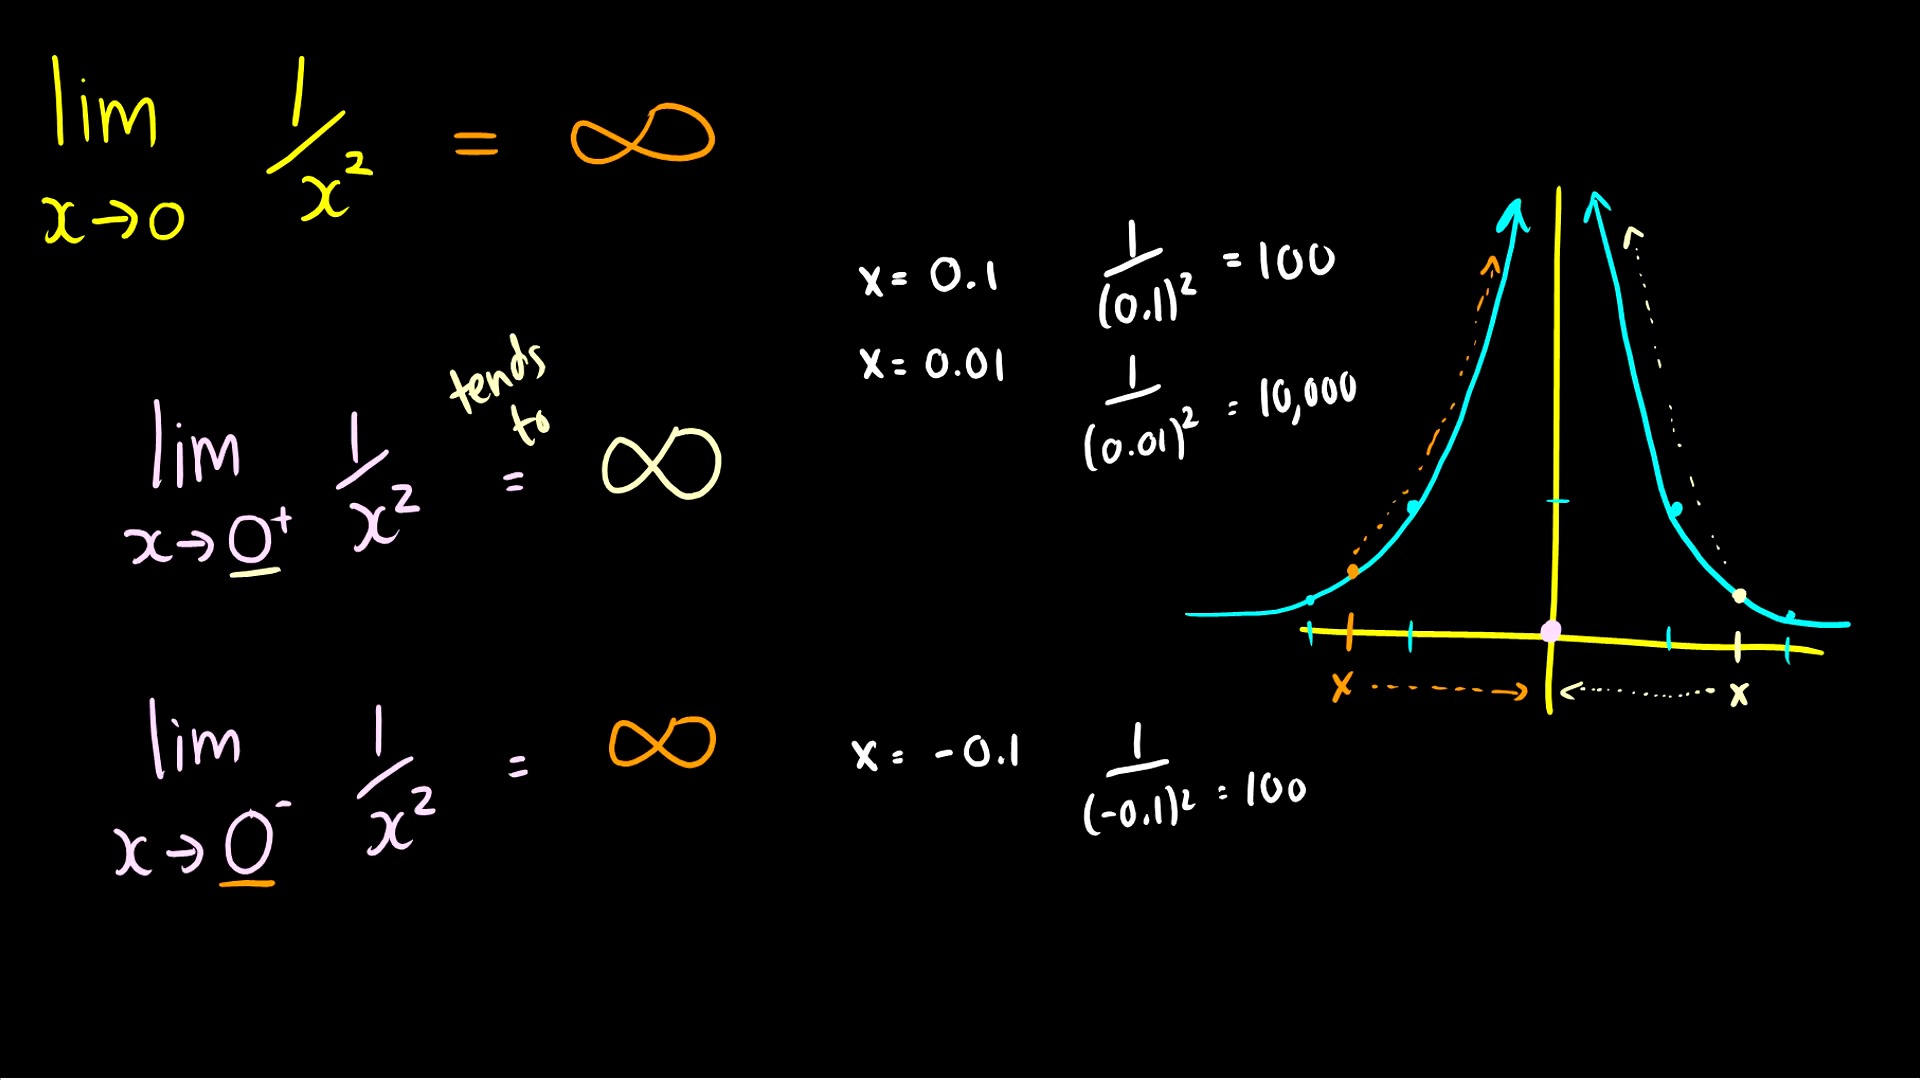 lim x→0 1/x² = ∞
x = 0.1 1/(0.1)² = 100
x = 0.01 1/(0.01)² = 10,000
tends to
lim x→0⁺ 1/x² = ∞
lim x→0⁻ 1/x² = ∞
x = -0.1 1/(-0.1)² = 100
x x